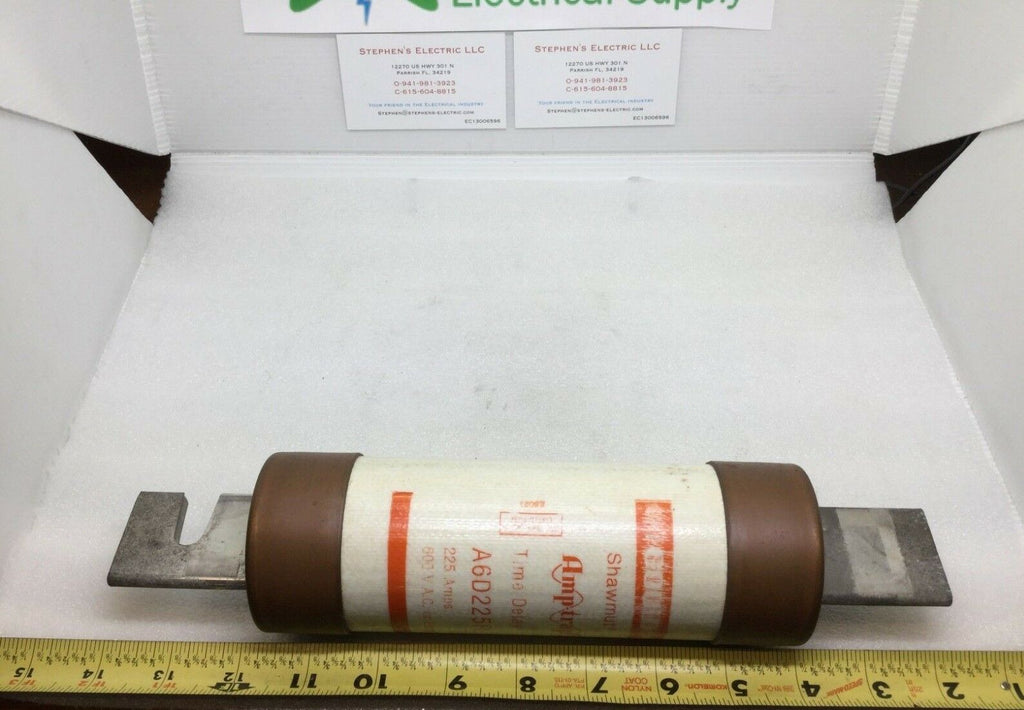 Electrical Supply
STEPHEN'S ELECTRIC LLC
12270 US HWY 301 N
PARRISH FL, 34219
O-941-981-3923
C-615-604-8815
YOUR FRIEND IN THE ELECTRICAL INDUSTRY
STEPHEN@STEPHENS-ELECTRIC.COM
EC13006596
STEPHEN'S ELECTRIC LLC
12270 US HWY 301 N
PARRISH FL, 34219
O-941-981-3923
C-615-604-8815
YOUR FRIEND IN THE ELECTRICAL INDUSTRY
STEPHEN@STEPHENS-ELECTRIC.COM
EC13006596
Shawmut
Time
A6D225
225 Amps
600 V A.C.
15 14 13 12 11 10 9 8 7 6 5 4 3 2 1
NYLON
COAT
KOMELON